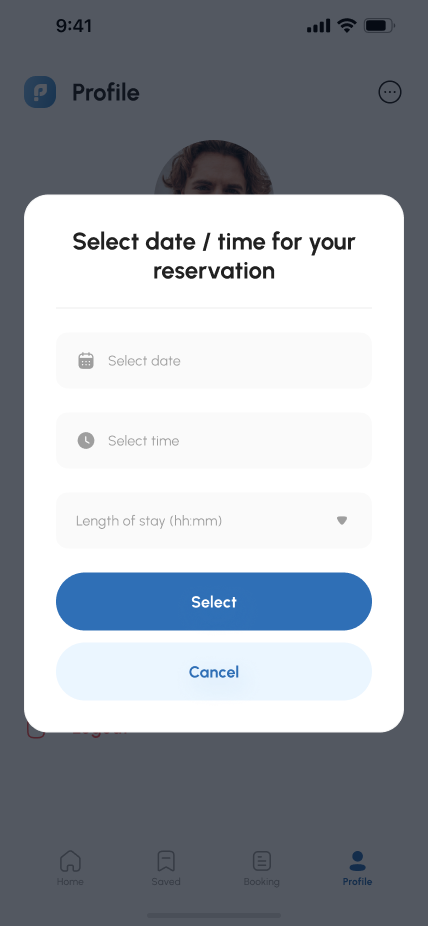 9:41
Profile
Select date / time for your
reservation
Select date
Select time
Length of stay (hh:mm)
Select
Cancel
Home
Saved
Booking
Profile